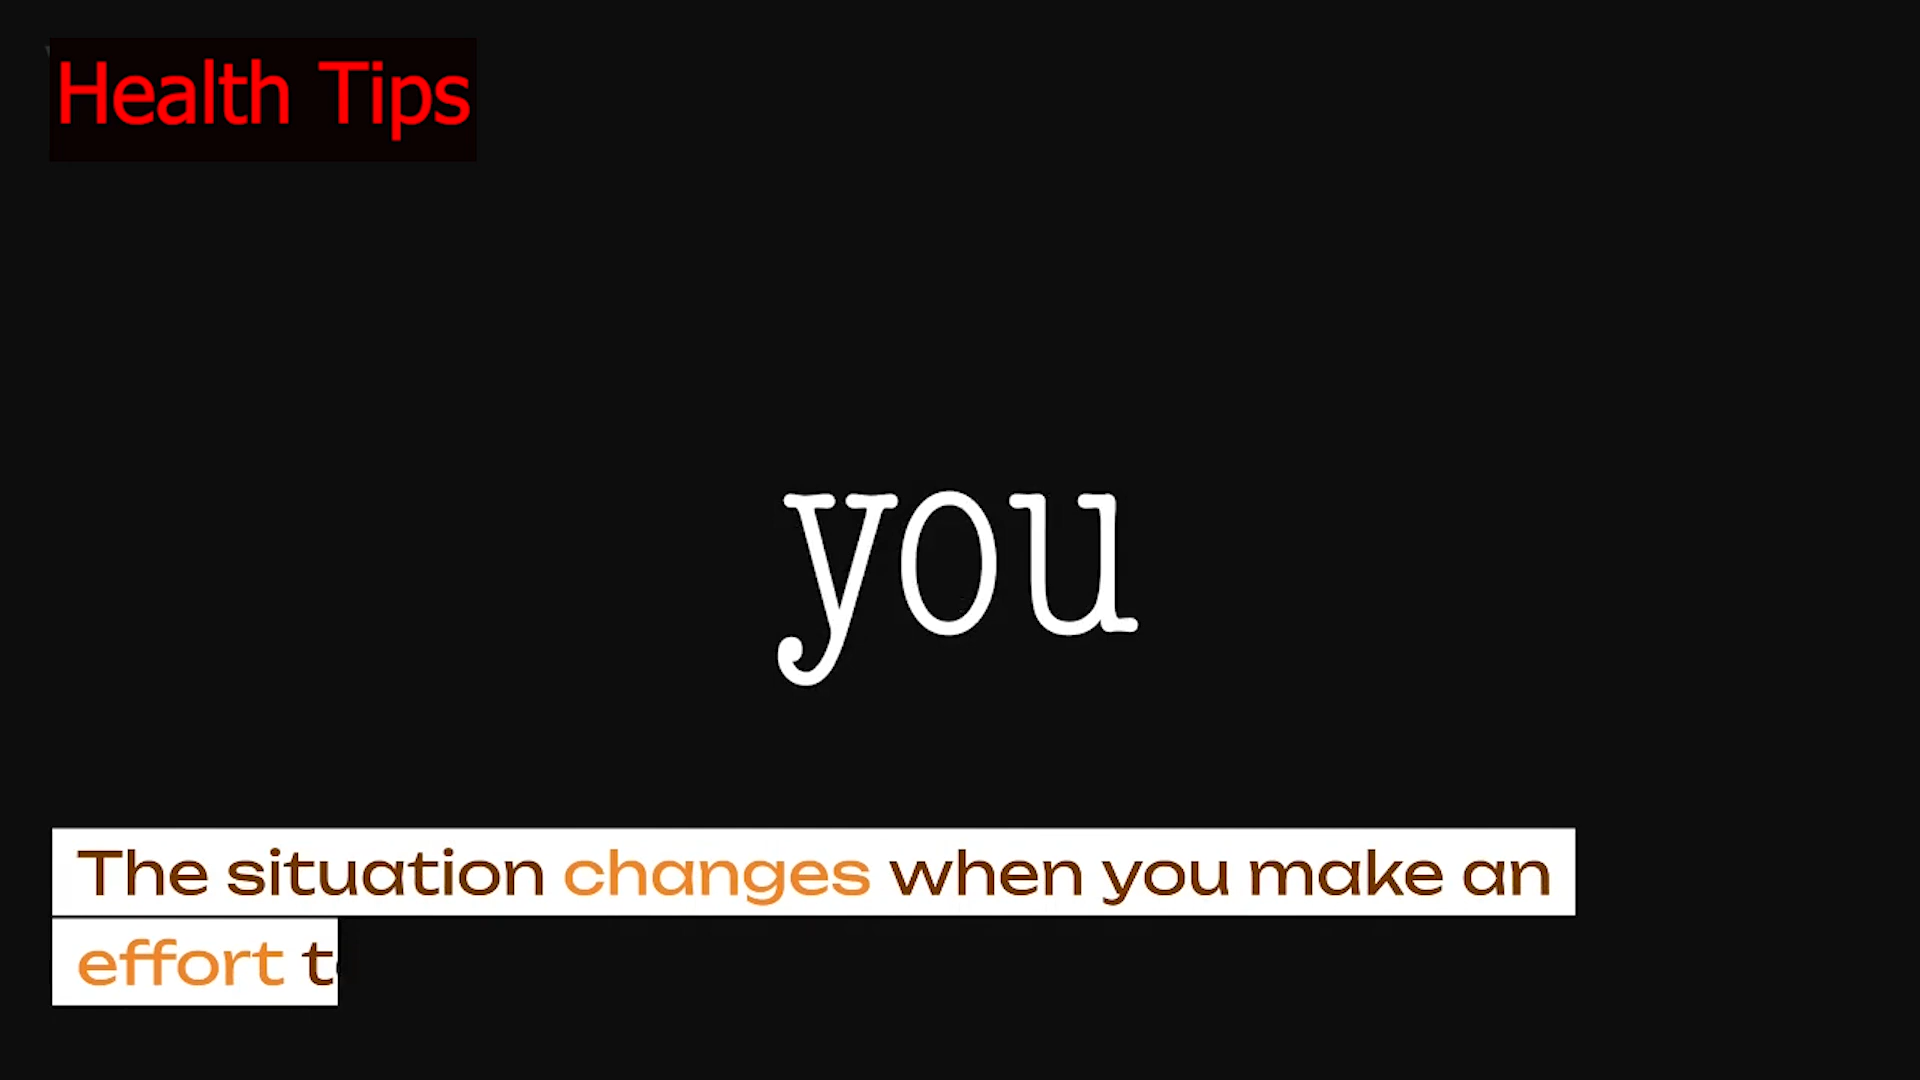 Health Tips
you
The situation changes when you make an
effort t